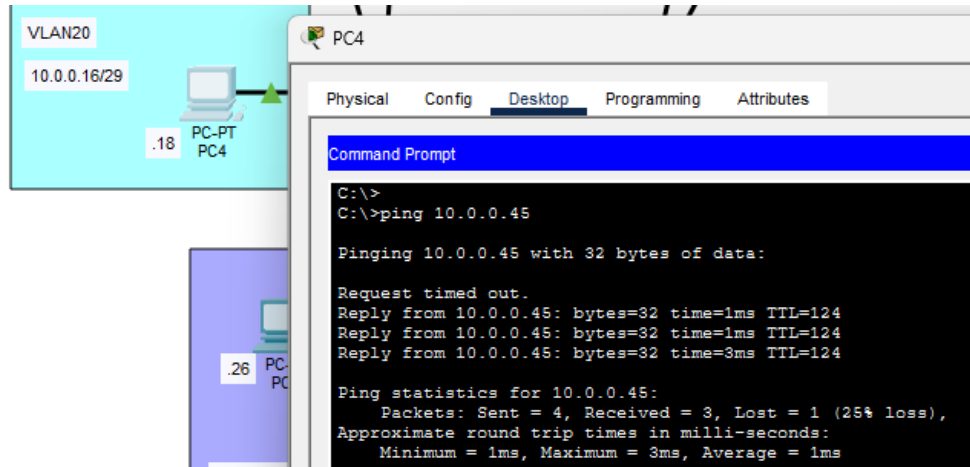 VLAN20
10.0.0.16/29
.18
PC-PT
PC4
.26
PC-
PC
PC4
Physical Config Desktop Programming Attributes
Command Prompt
C:\>
C:\>ping 10.0.0.45
Pinging 10.0.0.45 with 32 bytes of data:
Request timed out.
Reply from 10.0.0.45: bytes=32 time=1ms TTL=124
Reply from 10.0.0.45: bytes=32 time=1ms TTL=124
Reply from 10.0.0.45: bytes=32 time=3ms TTL=124
Ping statistics for 10.0.0.45:
Packets: Sent = 4, Received = 3, Lost = 1 (25% loss),
Approximate round trip times in milli-seconds:
Minimum = 1ms, Maximum = 3ms, Average = 1ms